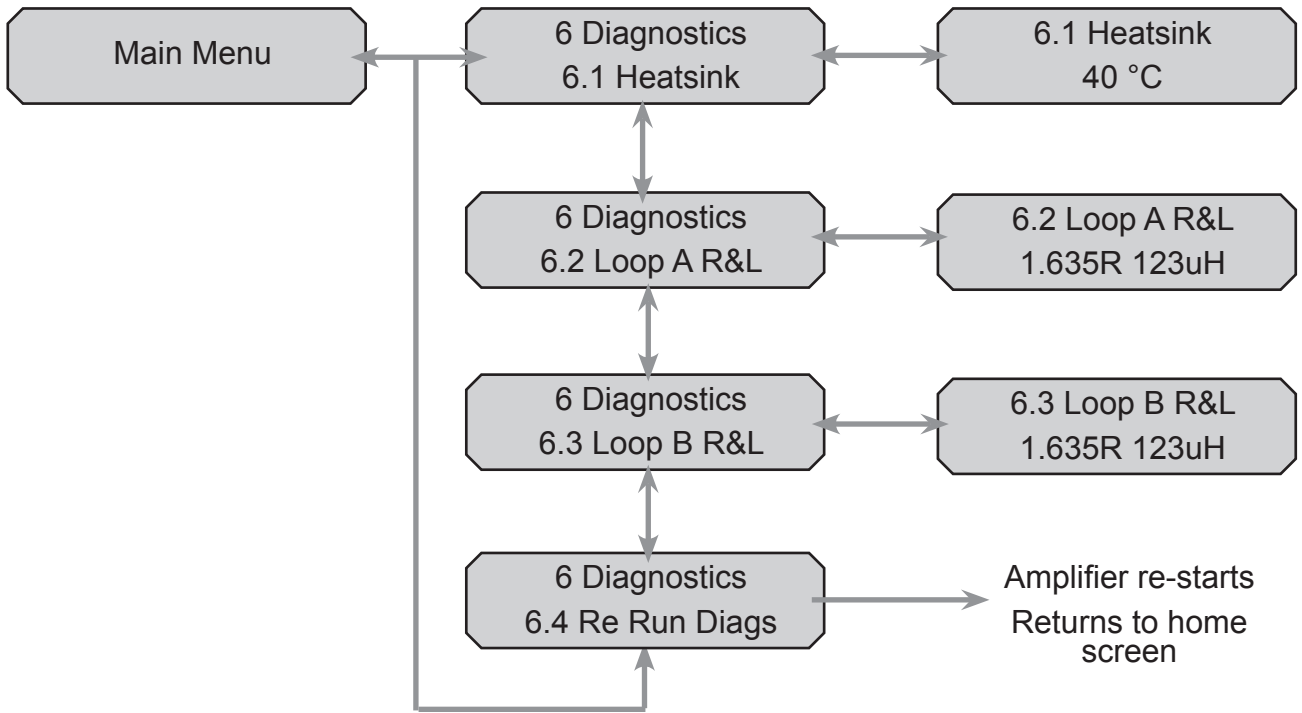 Main Menu
6 Diagnostics
6.1 Heatsink
6.1 Heatsink
40 °C
6 Diagnostics
6.2 Loop A R&L
6.2 Loop A R&L
1.635R 123uH
6 Diagnostics
6.3 Loop B R&L
6.3 Loop B R&L
1.635R 123uH
6 Diagnostics
6.4 Re Run Diags
Amplifier re-starts
Returns to home
screen